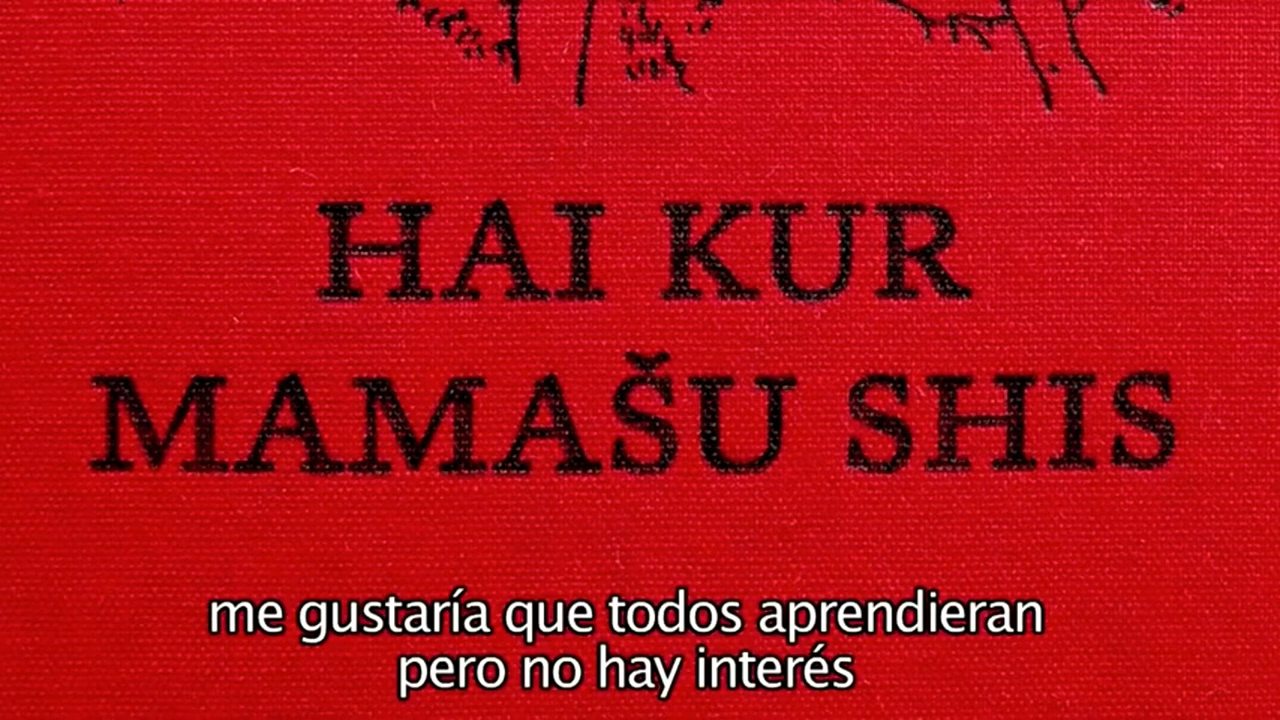 HAI KUR
MAMAŠU SHIS
me gustaría que todos aprendieran
pero no hay interés